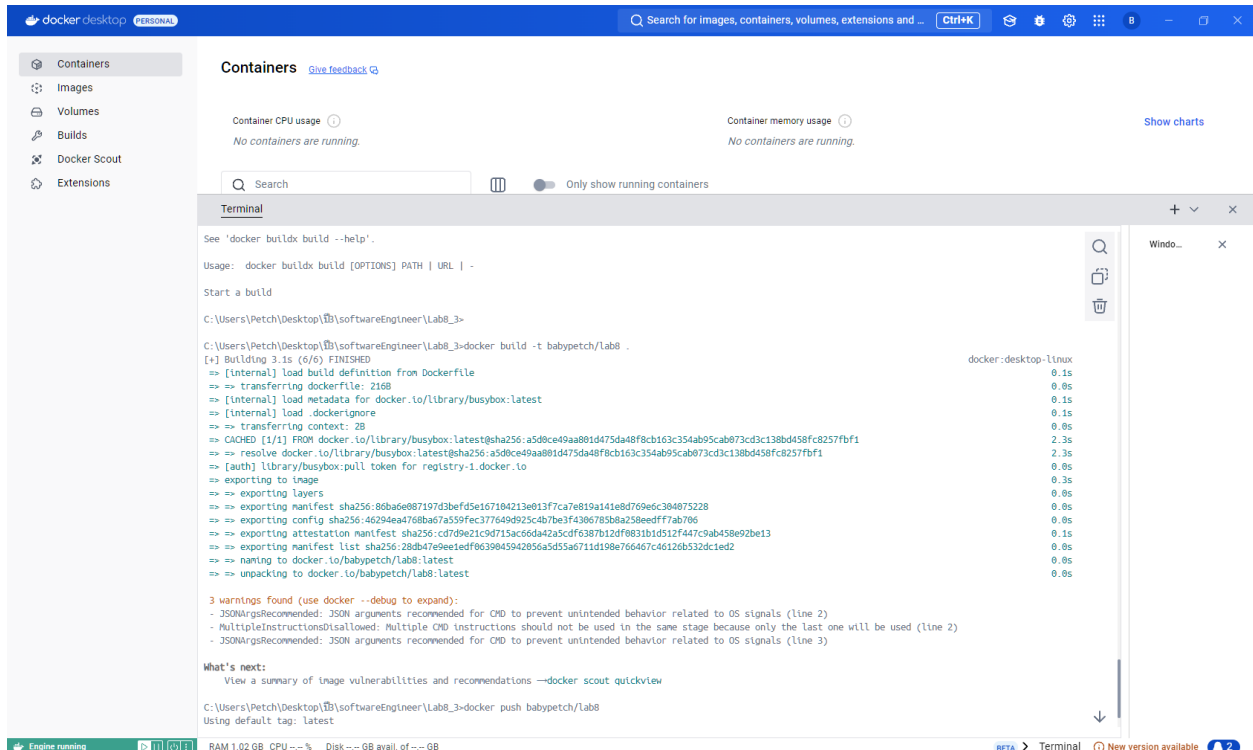 docker desktop PERSONAL
Search for images, containers, volumes, extensions and ... Ctrl+K
B
Containers
Images
Volumes
Builds
Docker Scout
Extensions
Containers Give feedback
Container CPU usage
No containers are running.
Container memory usage
No containers are running.
Show charts
Search
Only show running containers
Terminal
Windo...
See 'docker buildx build --help'.
Usage:  docker buildx build [OPTIONS] PATH | URL | -
Start a build
C:\Users\Petch\Desktop\ปี3\softwareEngineer\Lab8_3>
C:\Users\Petch\Desktop\ปี3\softwareEngineer\Lab8_3>docker build -t babypetch/lab8 .
[+] Building 3.1s (6/6) FINISHED docker:desktop-linux
=> [internal] load build definition from Dockerfile 0.1s
=> => transferring dockerfile: 216B 0.0s
=> [internal] load metadata for docker.io/library/busybox:latest 0.1s
=> [internal] load .dockerignore 0.1s
=> => transferring context: 2B 0.0s
=> CACHED [1/1] FROM docker.io/library/busybox:latest@sha256:a5d0ce49aa801d475da48f8cb163c354ab95cab073cd3c138bd458fc8257fbf1 2.3s
=> => resolve docker.io/library/busybox:latest@sha256:a5d0ce49aa801d475da48f8cb163c354ab95cab073cd3c138bd458fc8257fbf1 2.3s
=> [auth] library/busybox:pull token for registry-1.docker.io 0.0s
=> exporting to image 0.3s
=> => exporting layers 0.0s
=> => exporting manifest sha256:86ba6e087197d3befd5e167104213e013f7ca7e819a141e8d769e6c304075228 0.0s
=> => exporting config sha256:46294ea4768ba67a559fec377649d925c4b7be3f4306785b8a258eedff7ab706 0.0s
=> => exporting attestation manifest sha256:cd7d9e21c9d715ac66da42a5cdf6387b12df0831b1d512f447c9ab458e92be13 0.1s
=> => exporting manifest list sha256:28db47e9ee1edf0639045942056a5d55a6711d198e766467c46126b532dc1ed2 0.0s
=> => naming to docker.io/babypetch/lab8:latest 0.0s
=> => unpacking to docker.io/babypetch/lab8:latest 0.0s
3 warnings found (use docker --debug to expand):
- JSONArgsRecommended: JSON arguments recommended for CMD to prevent unintended behavior related to OS signals (line 2)
- MultipleInstructionsDisallowed: Multiple CMD instructions should not be used in the same stage because only the last one will be used (line 2)
- JSONArgsRecommended: JSON arguments recommended for CMD to prevent unintended behavior related to OS signals (line 3)
What's next:
View a summary of image vulnerabilities and recommendations →docker scout quickview
C:\Users\Petch\Desktop\ปี3\softwareEngineer\Lab8_3>docker push babypetch/lab8
Using default tag: latest
Engine running RAM 1.02 GB CPU --.-- % Disk --.-- GB avail. of --.-- GB BETA Terminal New version available 2